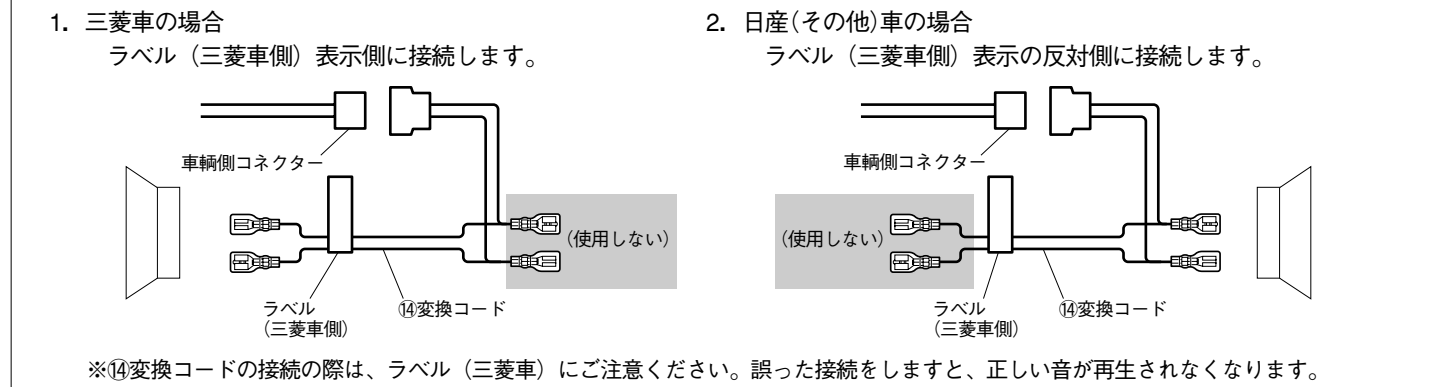 1. 三菱車の場合
ラベル（三菱車側）表示側に接続します。
車輌側コネクター
（使用しない）
ラベル
（三菱車側）
⑭変換コード
2. 日産（その他）車の場合
ラベル（三菱車側）表示の反対側に接続します。
車輌側コネクター
（使用しない）
ラベル
（三菱車側）
⑭変換コード
※⑭変換コードの接続の際は、ラベル（三菱車）にご注意ください。誤った接続をしますと、正しい音が再生されなくなります。